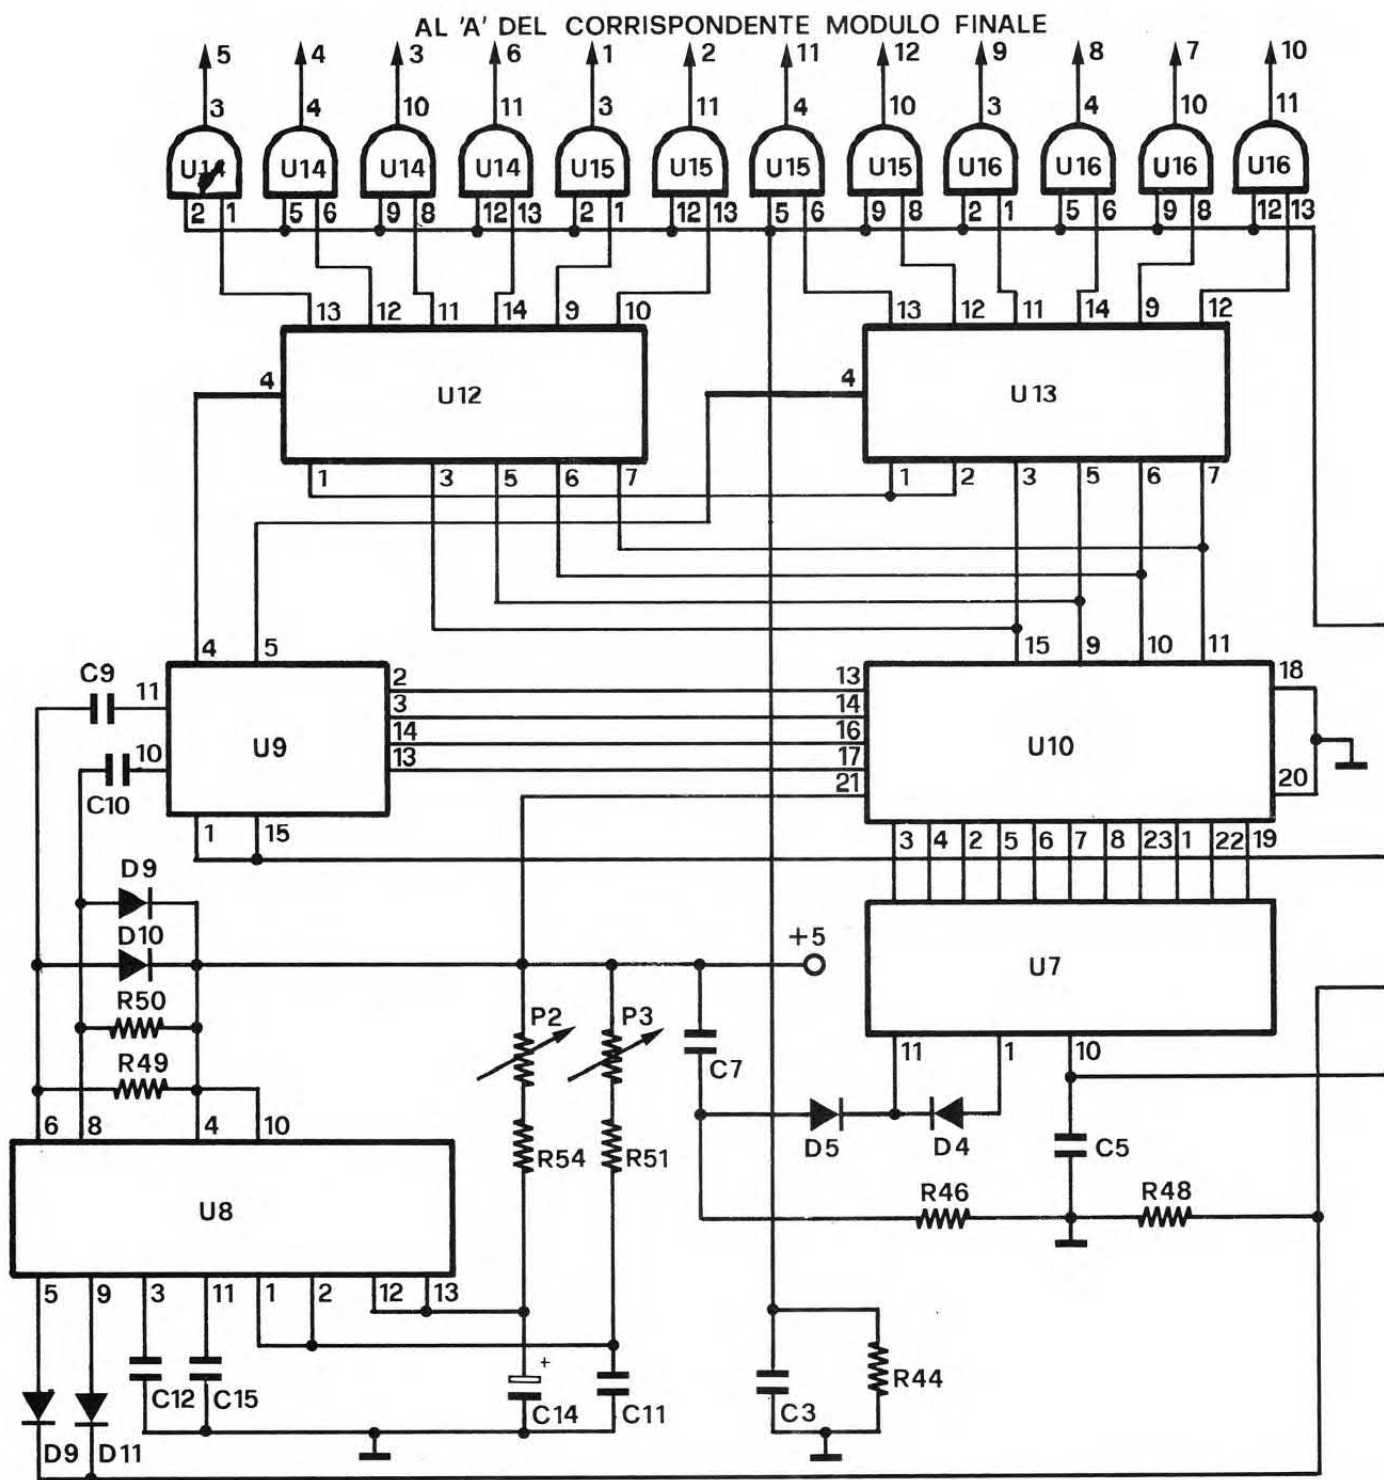 AL 'A' DEL CORRISPONDENTE MODULO FINALE
5 4 3 6 1 2 11 12 9 8 7 10
3 4 10 11 3 11 4 10 3 4 10 11
U14 U14 U14 U14 U15 U15 U15 U15 U16 U16 U16 U16
2 1 5 6 9 8 12 13 2 1 12 13 5 6 9 8 2 1 5 6 9 8 12 13
13 12 11 14 9 10 13 12 11 14 9 12
4 U12 4 U13
1 3 5 6 7 1 2 3 5 6 7
4 5 15 9 10 11
C9 11 2 13 18
3 14
U9 14 16 U10
10 13 17
C10 21 20
1 15 3 4 2 5 6 7 8 23 1 22 19
D9
D10 +5 U7
R50 P2 P3
R49 C7 11 1 10
6 8 4 10 D5 D4 C5
R54 R51
U8 R46 R48
5 9 3 11 1 2 12 13
+
C12 C15 C14 C11 C3 R44
D9 D11